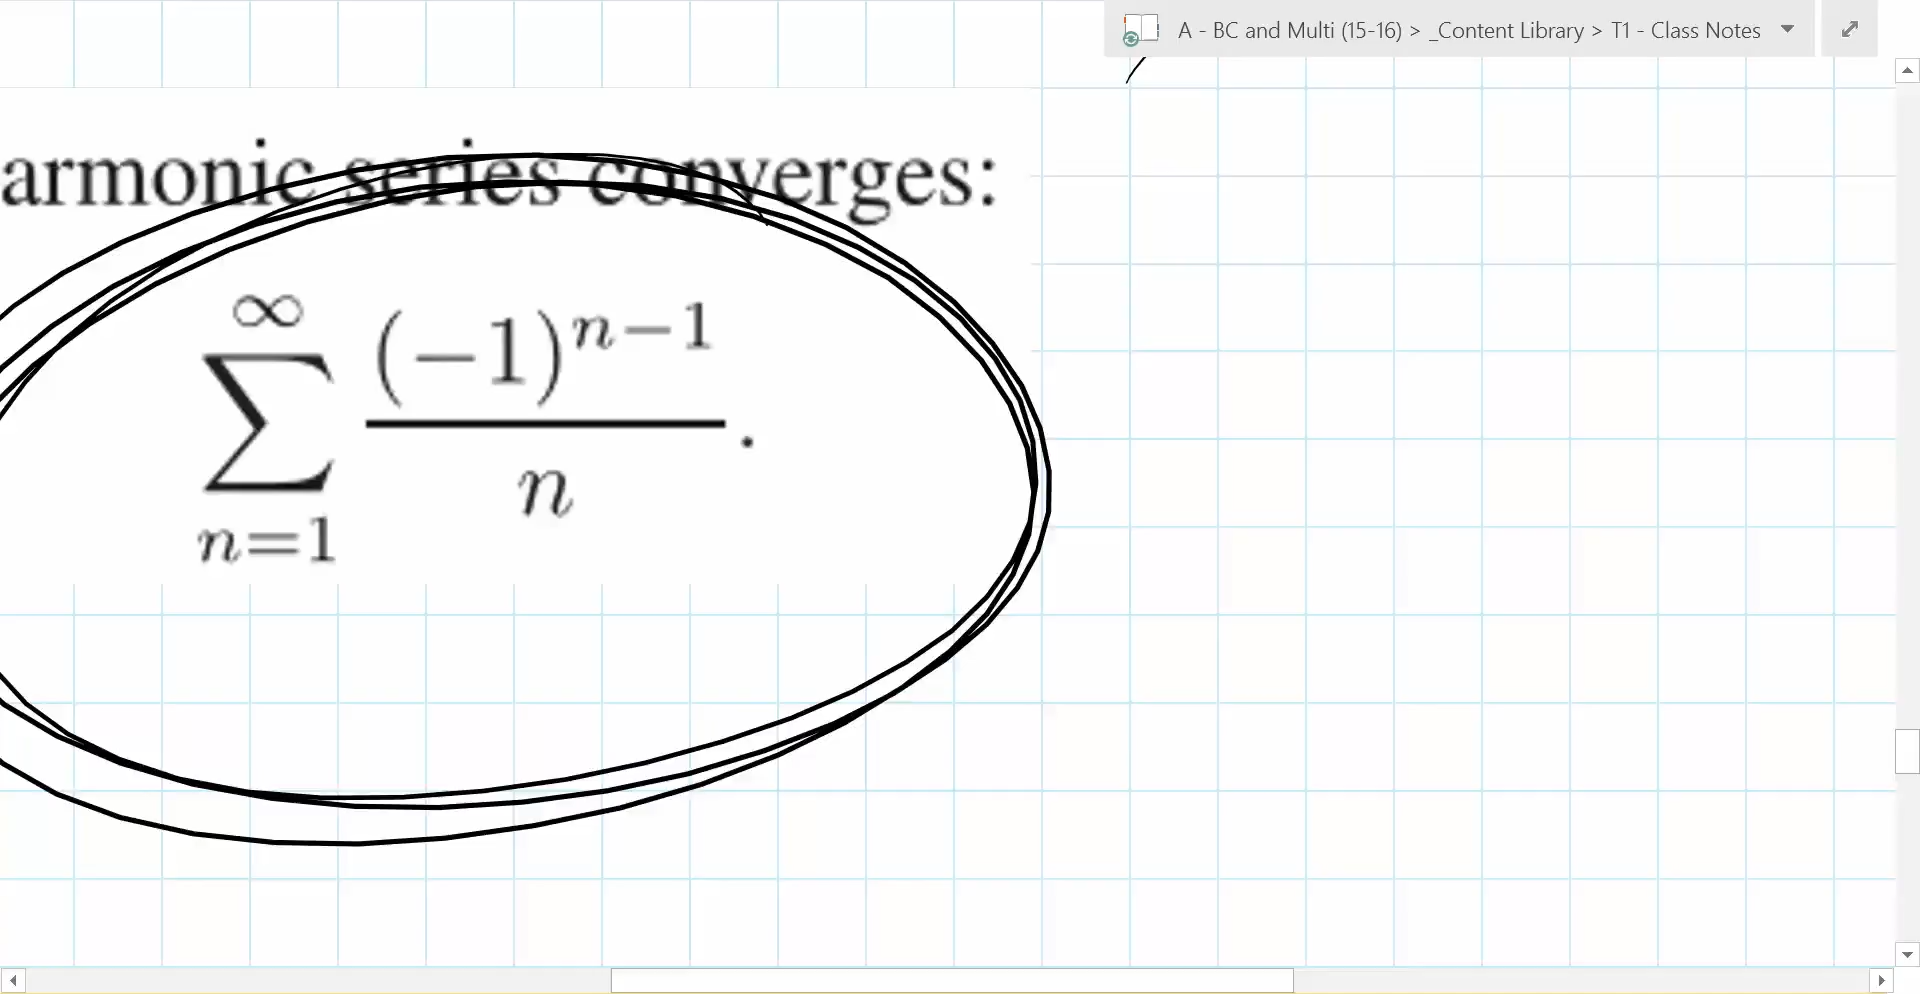 A - BC and Multi (15-16) > _Content Library > T1 - Class Notes
armonic series converges:
∞
∑ (-1)^{n-1} / n .
n=1